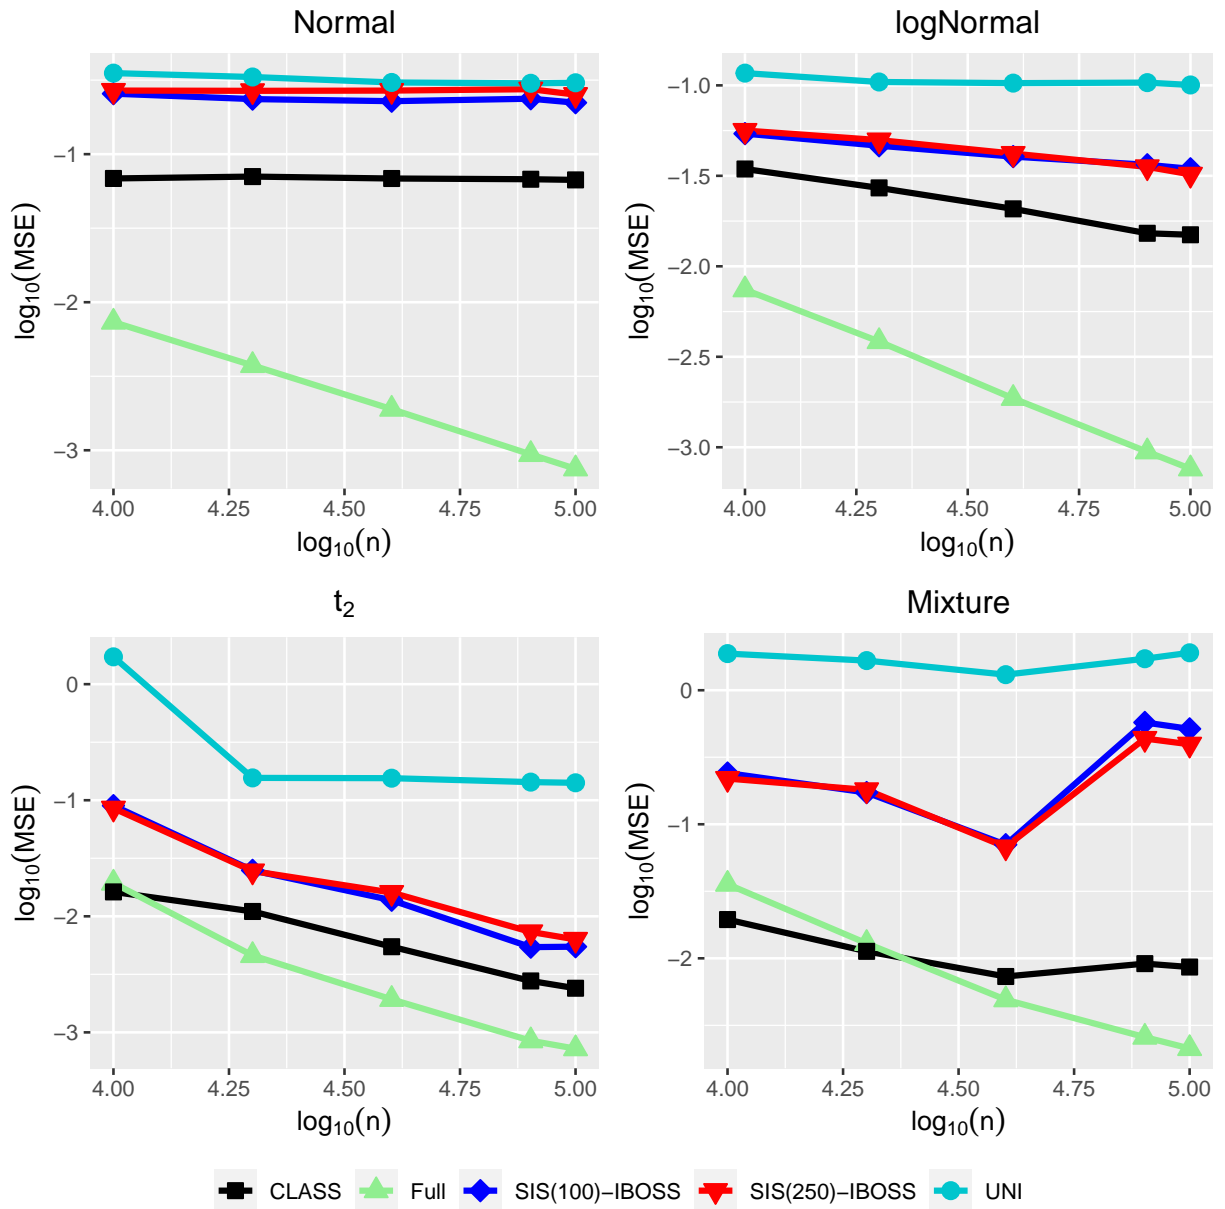 Normal
log₁₀(MSE)
−1
−2
−3
4.00 4.25 4.50 4.75 5.00
log₁₀(n)
logNormal
log₁₀(MSE)
−1.0
−1.5
−2.0
−2.5
−3.0
4.00 4.25 4.50 4.75 5.00
log₁₀(n)
t₂
log₁₀(MSE)
0
−1
−2
−3
4.00 4.25 4.50 4.75 5.00
log₁₀(n)
Mixture
log₁₀(MSE)
0
−1
−2
4.00 4.25 4.50 4.75 5.00
log₁₀(n)
CLASS Full SIS(100)−IBOSS SIS(250)−IBOSS UNI